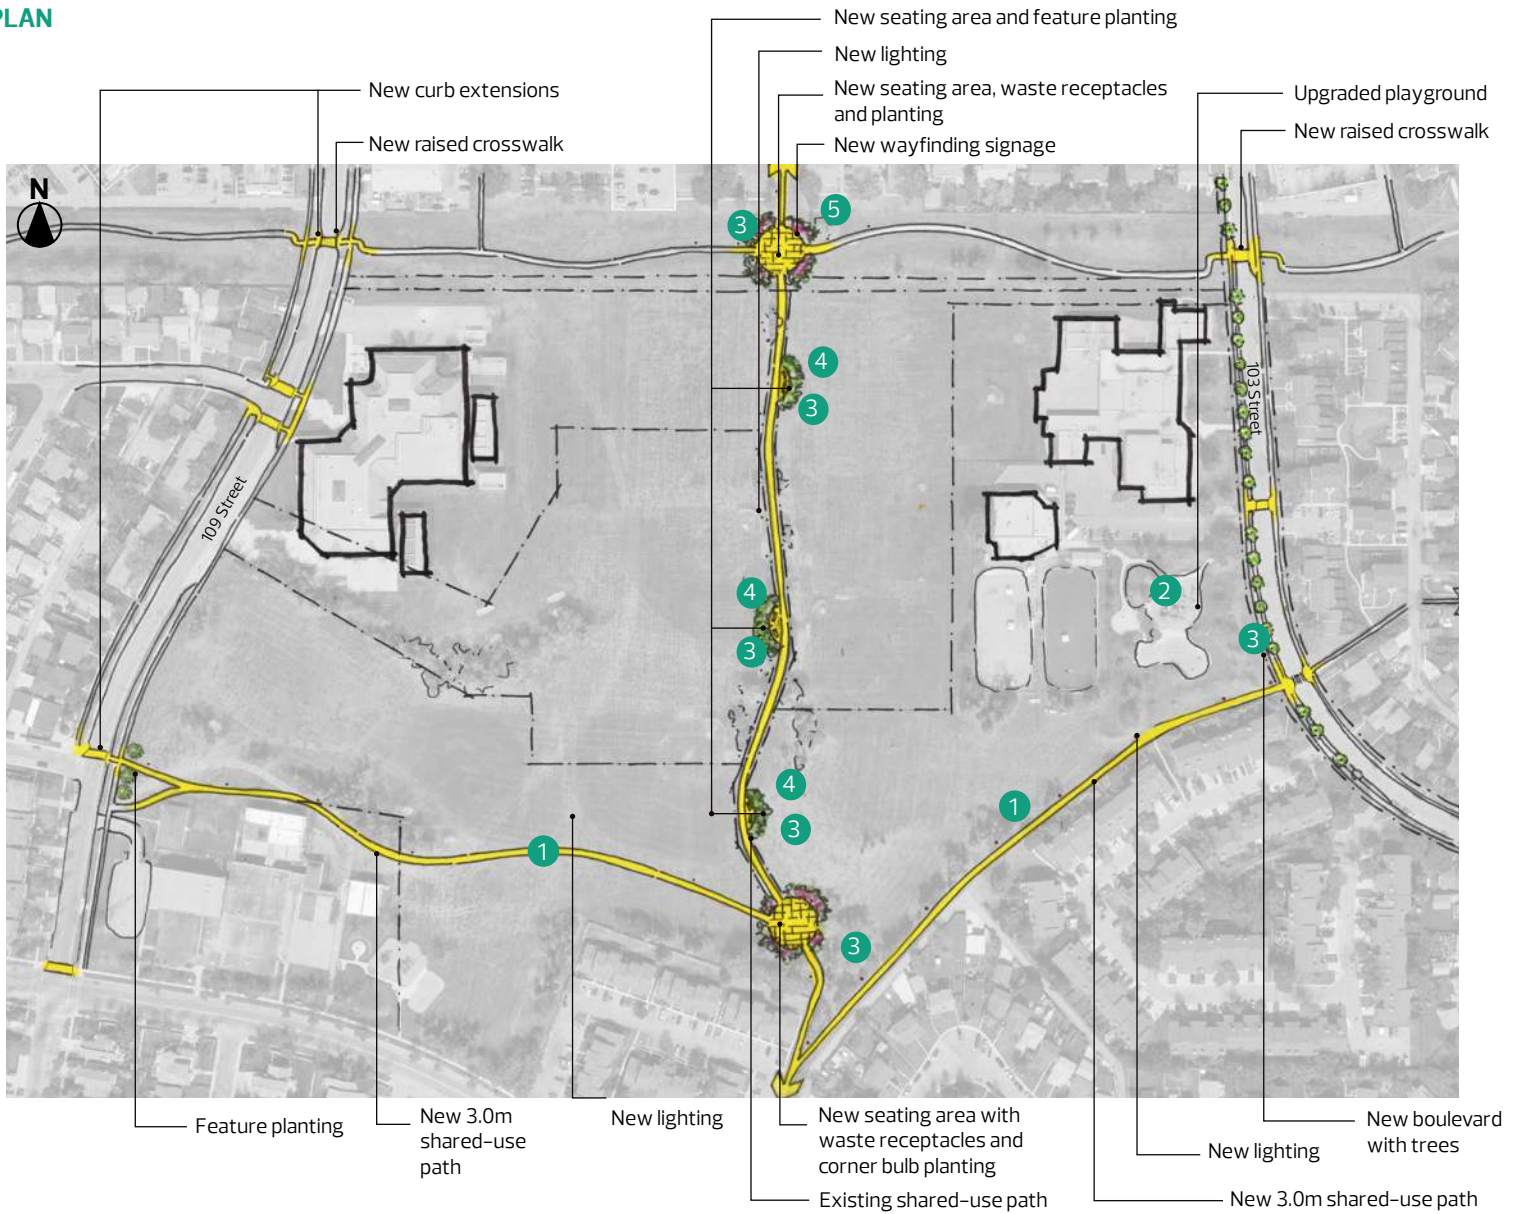 PLAN
New seating area and feature planting
New lighting
New seating area, waste receptacles
and planting
New wayfinding signage
New curb extensions
New raised crosswalk
Upgraded playground
New raised crosswalk
N
3
5
4
3
103 Street
109 Street
4
3
2
3
4
3
1
1
3
Feature planting
New 3.0m
shared-use
path
New lighting
New seating area with
waste receptacles and
corner bulb planting
Existing shared-use path
New boulevard
with trees
New lighting
New 3.0m shared-use path